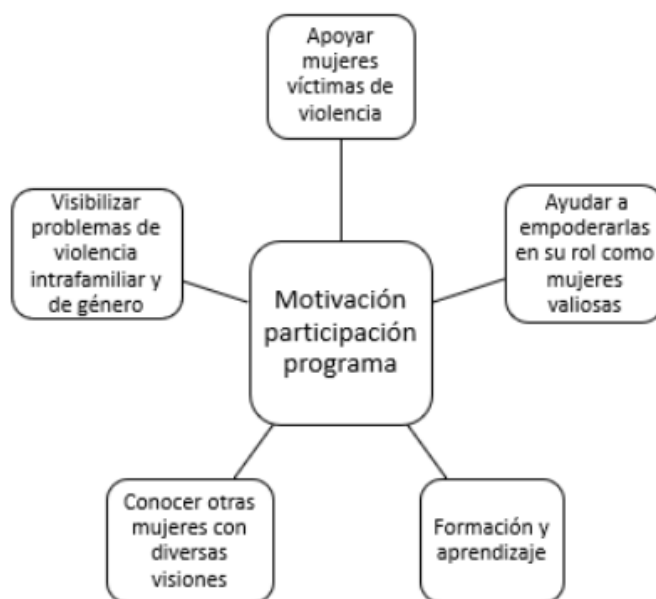 Apoyar
mujeres
víctimas de
violencia
Visibilizar
problemas de
violencia
intrafamiliar y
de género
Ayudar a
empoderarlas
en su rol como
mujeres
valiosas
Motivación
participación
programa
Conocer otras
mujeres con
diversas
visiones
Formación y
aprendizaje